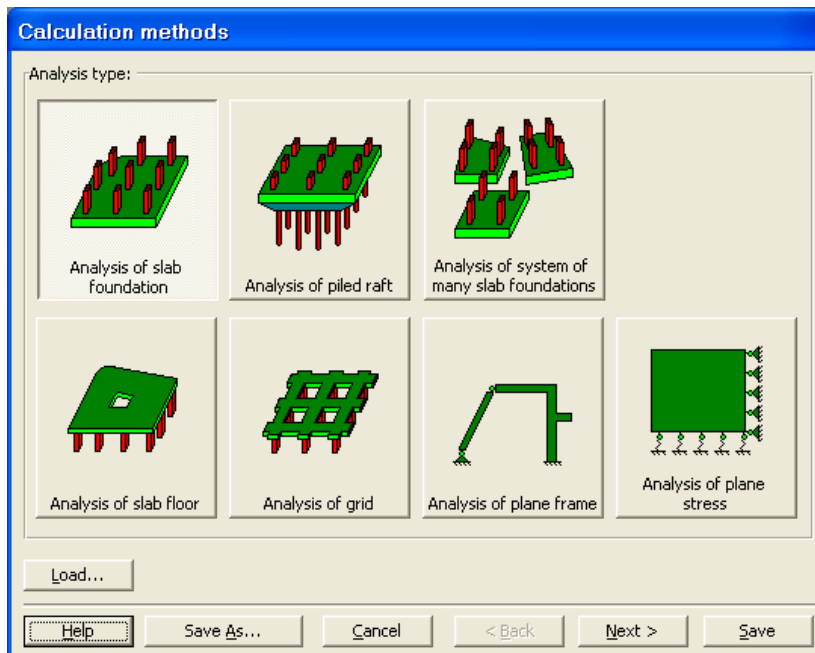 Calculation methods
Analysis type:
Analysis of slab
foundation
Analysis of piled raft
Analysis of system of
many slab foundations
Analysis of slab floor
Analysis of grid
Analysis of plane frame
Analysis of plane
stress
Load...
Help
Save As...
Cancel
< Back
Next >
Save